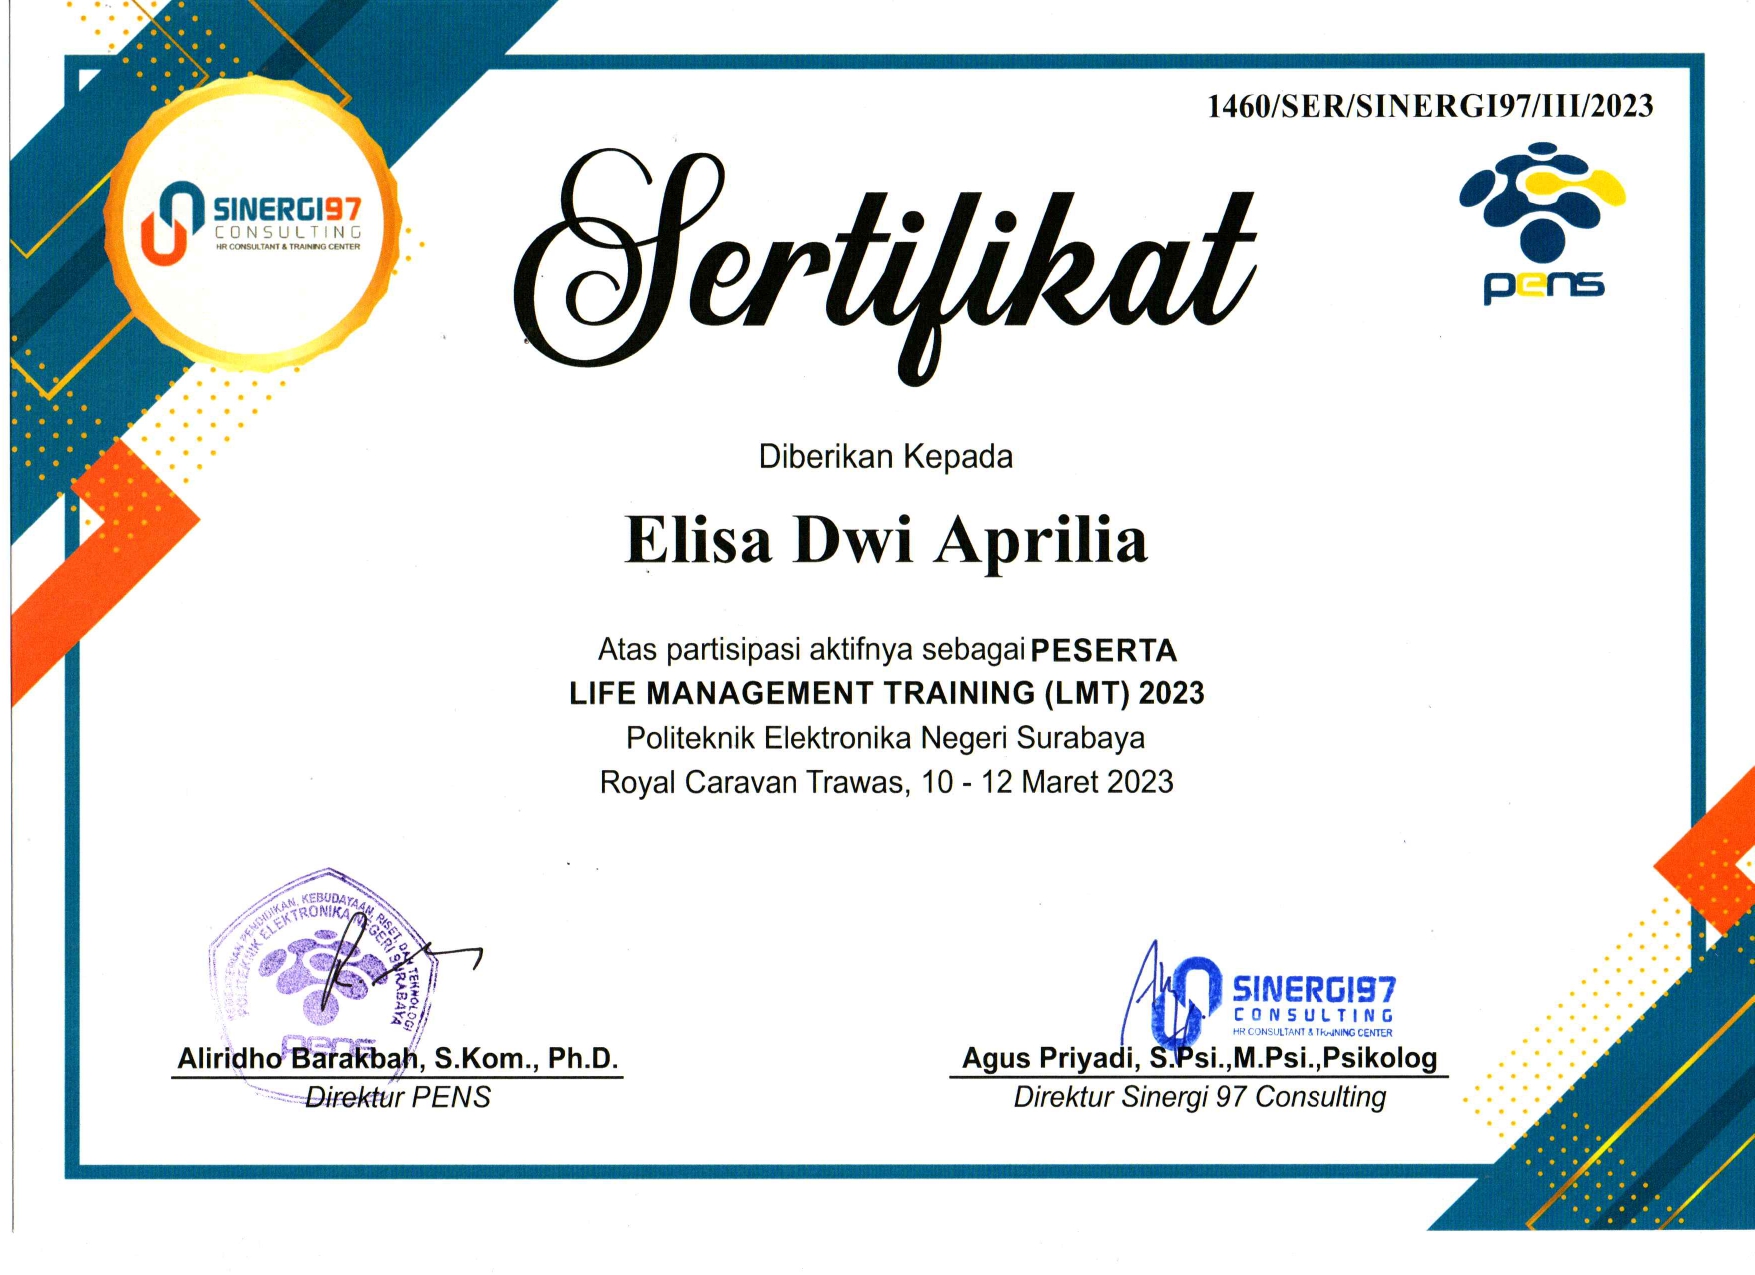 1460/SER/SINERGI97/III/2023
SINERGI97
CONSULTING
HR CONSULTANT & TRAINING CENTER
pens
Sertifikat
Diberikan Kepada
Elisa Dwi Aprilia
Atas partisipasi aktifnya sebagai PESERTA
LIFE MANAGEMENT TRAINING (LMT) 2023
Politeknik Elektronika Negeri Surabaya
Royal Caravan Trawas, 10 - 12 Maret 2023
PENDIDIKAN, KEBUDAYAAN, RISET, DAN TEKNOLOGI
POLITEKNIK ELEKTRONIKA NEGERI SURABAYA
pens
Aliridho Barakbah, S.Kom., Ph.D.
Direktur PENS
SINERGI97
CONSULTING
HR CONSULTANT & TRAINING CENTER
Agus Priyadi, S.Psi.,M.Psi.,Psikolog
Direktur Sinergi 97 Consulting